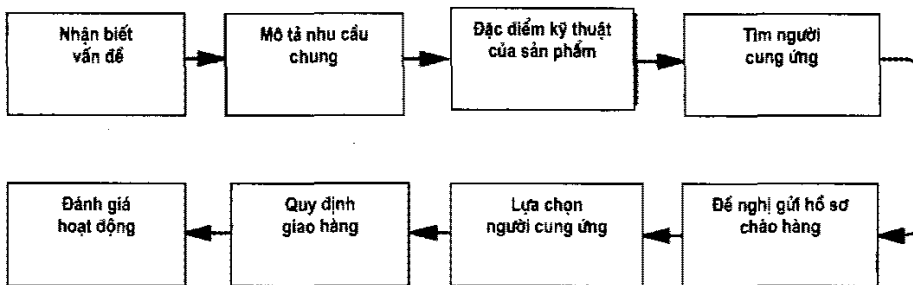 Nhận biết
vấn đề
Mô tả nhu cầu
chung
Đặc điểm kỹ thuật
của sản phẩm
Tìm người
cung ứng
Đề nghị gửi hồ sơ
chào hàng
Lựa chọn
người cung ứng
Quy định
giao hàng
Đánh giá
hoạt động